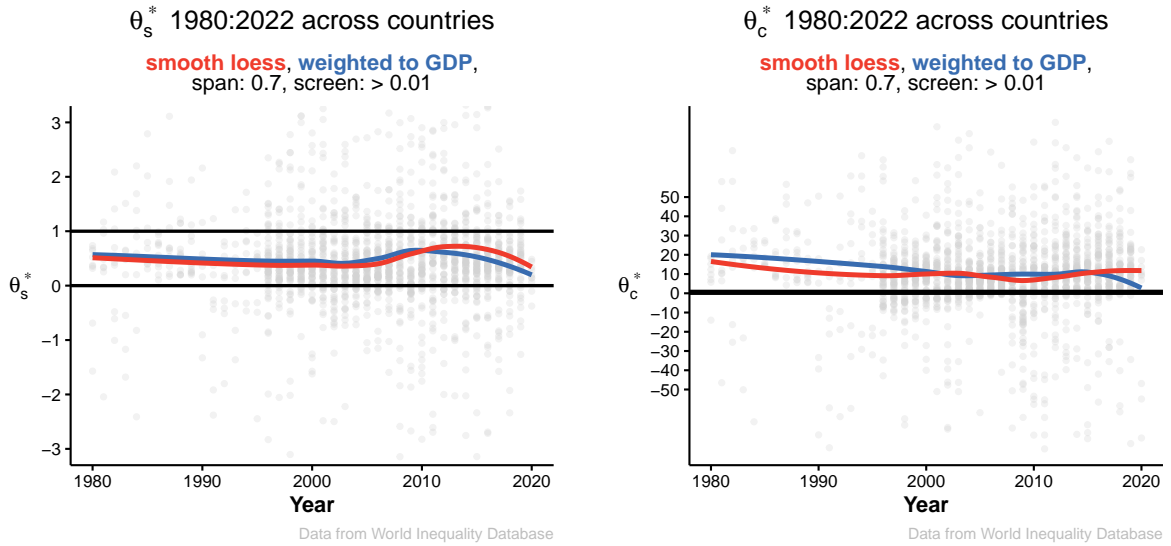 θs* 1980:2022 across countries
smooth loess, weighted to GDP,
span: 0.7, screen: > 0.01
3
2
1
0
−1
−2
−3
θs*
1980 1990 2000 2010 2020
Year
Data from World Inequality Database
θc* 1980:2022 across countries
smooth loess, weighted to GDP,
span: 0.7, screen: > 0.01
50
40
30
20
10
0
−10
−20
−30
−40
−50
θc*
1980 1990 2000 2010 2020
Year
Data from World Inequality Database